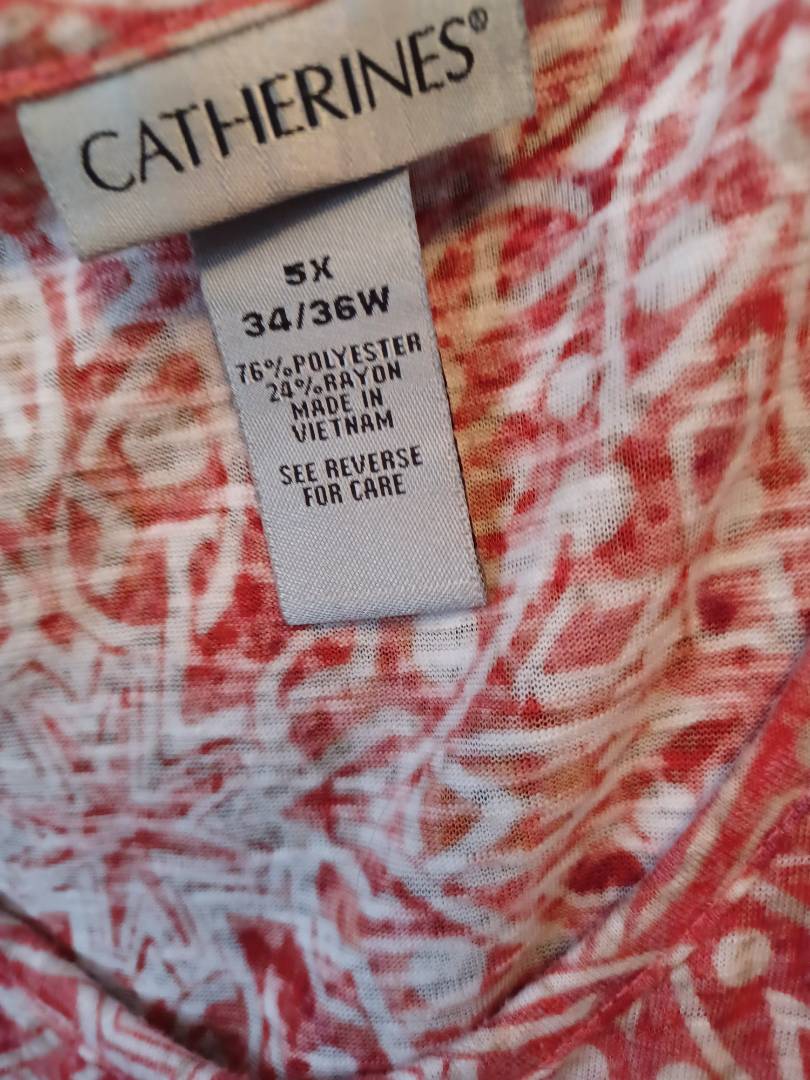 CATHERINES®
5X
34/36W
76%POLYESTER
24%RAYON
MADE IN
VIETNAM
SEE REVERSE
FOR CARE